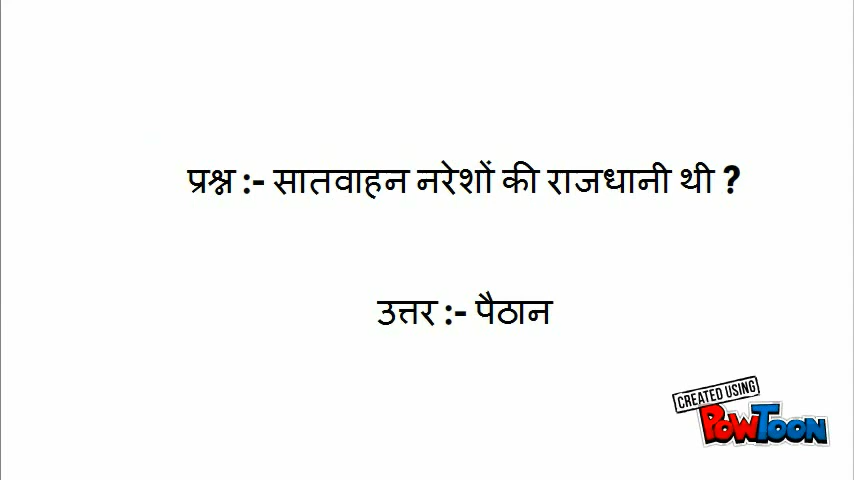 प्रश्न :- सातवाहन नरेशों की राजधानी थी ?
उत्तर :- पैठान
CREATED USING
POWTOON